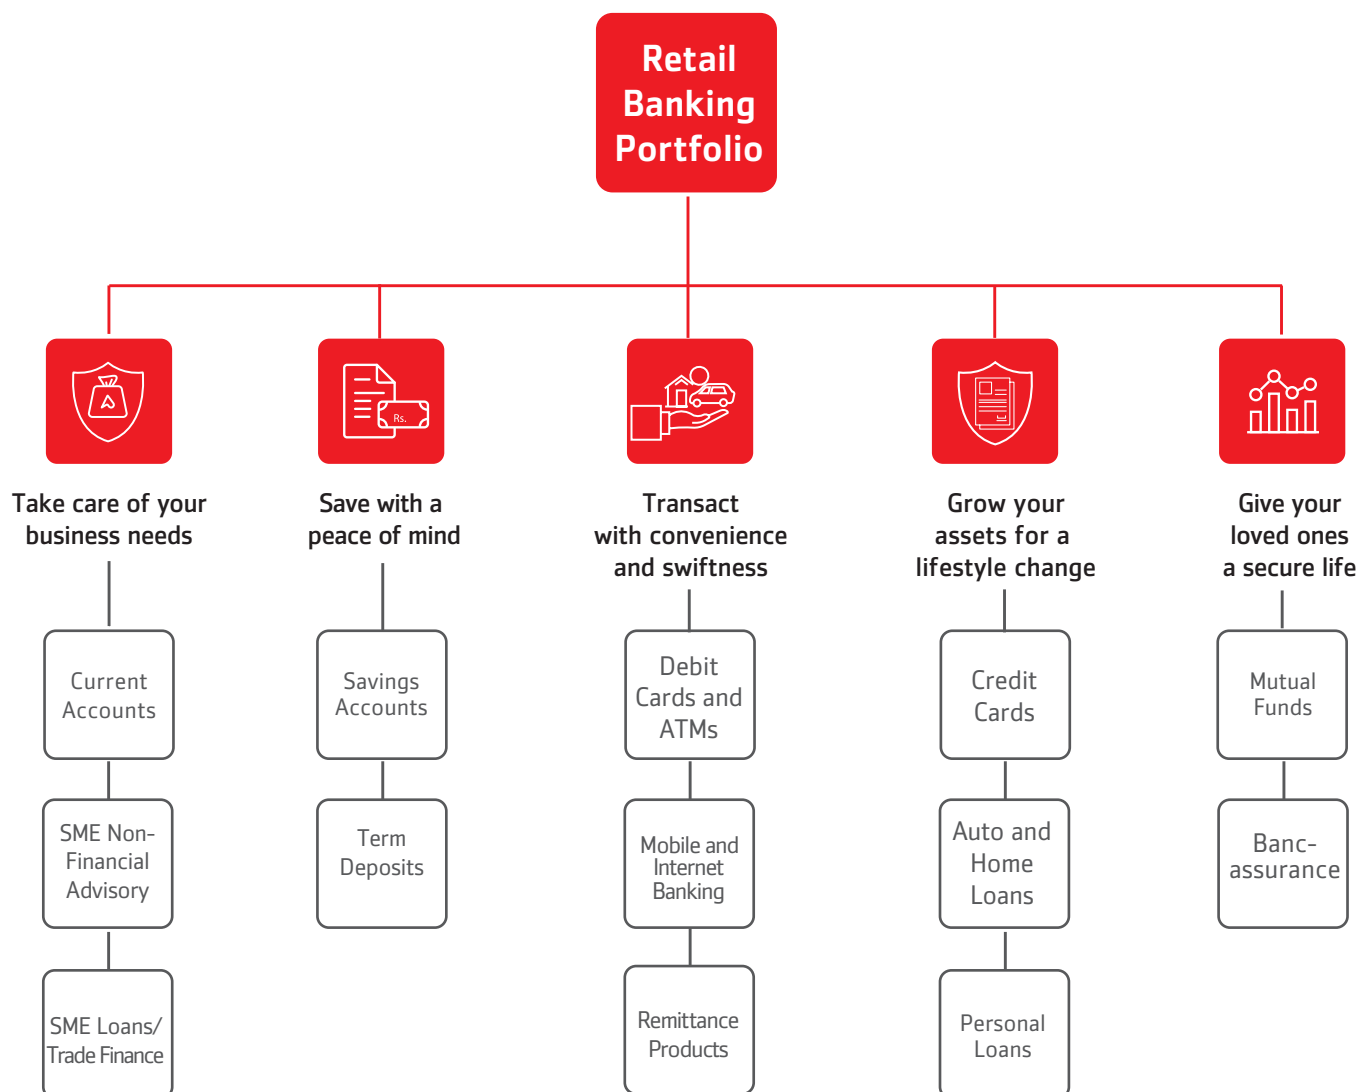 Retail
Banking
Portfolio
Rs.
Take care of your
business needs
Save with a
peace of mind
Transact
with convenience
and swiftness
Grow your
assets for a
lifestyle change
Give your
loved ones
a secure life
Current
Accounts
Savings
Accounts
Debit
Cards and
ATMs
Credit
Cards
Mutual
Funds
SME Non-
Financial
Advisory
Term
Deposits
Mobile and
Internet
Banking
Auto and
Home
Loans
Banc-
assurance
SME Loans/
Trade Finance
Remittance
Products
Personal
Loans